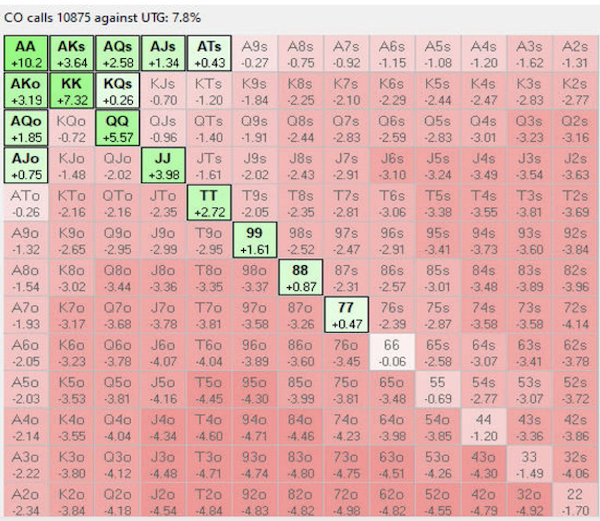 CO calls 10875 against UTG: 7.8%
AA AKs AQs AJs ATs A9s A8s A7s A6s A5s A4s A3s A2s
+10.2 +3.64 +2.58 +1.34 +0.43 -0.27 -0.75 -0.92 -1.15 -1.08 -1.20 -1.62 -1.31
AKo KK KQs KJs KTs K9s K8s K7s K6s K5s K4s K3s K2s
+3.19 +7.32 +0.26 -0.70 -1.20 -1.84 -2.25 -2.10 -2.29 -2.44 -2.47 -2.83 -2.77
AQo KQo QQ QJs QTs Q9s Q8s Q7s Q6s Q5s Q4s Q3s Q2s
+1.85 -0.72 +5.57 -0.96 -1.40 -1.91 -2.44 -2.83 -2.59 -2.83 -3.01 -3.23 -3.16
AJo KJo QJo JJ JTs J9s J8s J7s J6s J5s J4s J3s J2s
+0.75 -1.48 -2.02 +3.98 -1.61 -2.02 -2.43 -2.91 -3.10 -3.24 -3.49 -3.54 -3.63
ATo KTo QTo JTo TT T9s T8s T7s T6s T5s T4s T3s T2s
-0.26 -2.16 -2.16 -2.35 +2.72 -2.05 -2.35 -2.81 -3.06 -3.38 -3.55 -3.81 -3.69
A9o K9o Q9o J9o T9o 99 98s 97s 96s 95s 94s 93s 92s
-1.32 -2.65 -2.95 -2.99 -2.95 +1.61 -2.52 -2.47 -2.91 -3.41 -3.73 -3.60 -3.84
A8o K8o Q8o J8o T8o 98o 88 87s 86s 85s 84s 83s 82s
-1.54 -3.02 -3.44 -3.36 -3.35 -3.37 +0.87 -2.31 -2.57 -3.01 -3.48 -3.89 -3.96
A7o K7o Q7o J7o T7o 97o 87o 77 76s 75s 74s 73s 72s
-1.93 -3.17 -3.68 -3.78 -3.81 -3.58 -3.26 +0.47 -2.39 -2.87 -3.58 -3.58 -4.14
A6o K6o Q6o J6o T6o 96o 86o 76o 66 65s 64s 63s 62s
-2.05 -3.23 -3.78 -4.07 -4.04 -3.89 -3.60 -3.45 -0.06 -2.58 -3.07 -3.41 -3.78
A5o K5o Q5o J5o T5o 95o 85o 75o 65o 55 54s 53s 52s
-2.03 -3.53 -3.81 -4.16 -4.45 -4.30 -3.99 -3.81 -3.48 -0.69 -2.77 -3.07 -3.72
A4o K4o Q4o J4o T4o 94o 84o 74o 64o 54o 44 43s 42s
-2.14 -3.55 -4.04 -4.34 -4.60 -4.71 -4.46 -4.23 -3.98 -3.85 -1.20 -3.36 -3.86
A3o K3o Q3o J3o T3o 93o 83o 73o 63o 53o 43o 33 32s
-2.22 -3.80 -4.12 -4.48 -4.71 -4.74 -4.80 -4.75 -4.51 -4.26 -4.30 -1.49 -4.06
A2o K2o Q2o J2o T2o 92o 82o 72o 62o 52o 42o 32o 22
-2.34 -3.84 -4.18 -4.54 -4.84 -4.83 -4.82 -4.98 -4.82 -4.55 -4.79 -4.92 -1.70